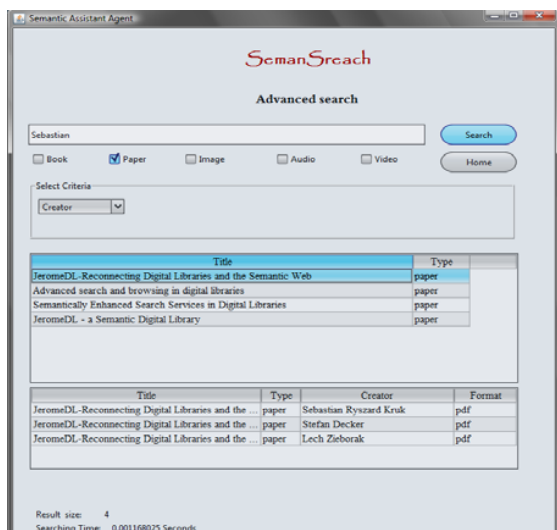 Semantic Assistant Agent
SemanSreach
Advanced search
Sebastian Search
Book Paper Image Audio Video Home
Select Criteria
Creator
Title Type
JeromeDL-Reconnecting Digital Libraries and the Semantic Web paper
Advanced search and browsing in digital libraries paper
Semantically Enhanced Search Services in Digital Libraries paper
JeromeDL - a Semantic Digital Library paper
Title Type Creator Format
JeromeDL-Reconnecting Digital Libraries and the ... paper Sebastian Ryszard Kruk pdf
JeromeDL-Reconnecting Digital Libraries and the ... paper Stefan Decker pdf
JeromeDL-Reconnecting Digital Libraries and the ... paper Lech Zieborak pdf
Result size: 4
Searching Time: 0.001168025 Seconds